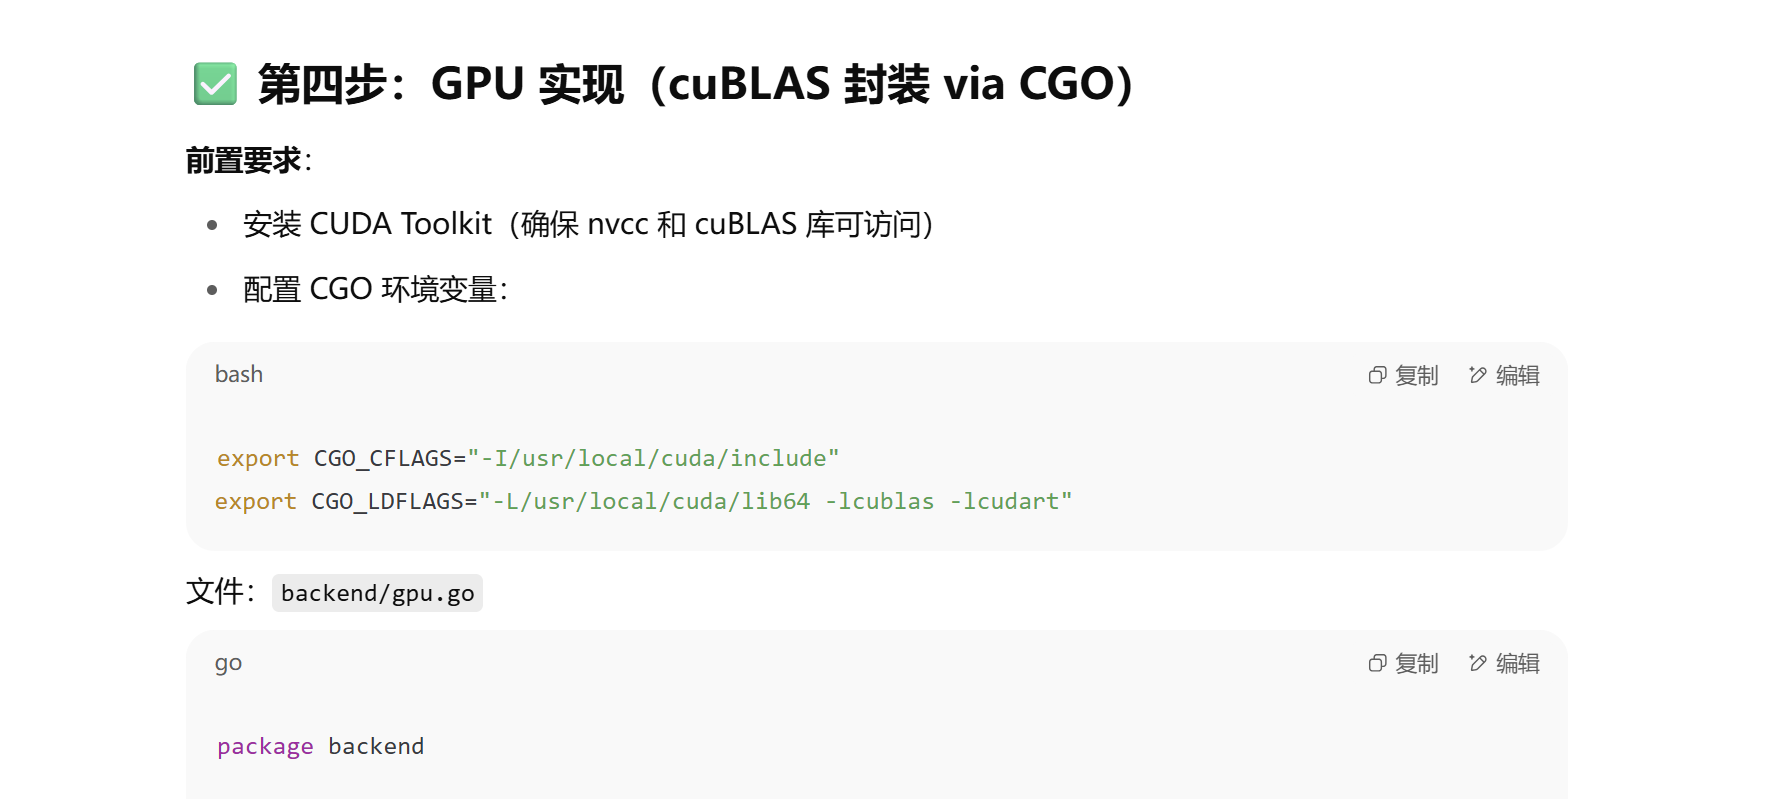 ✅ 第四步：GPU 实现（cuBLAS 封装 via CGO）
前置要求：
• 安装 CUDA Toolkit（确保 nvcc 和 cuBLAS 库可访问）
• 配置 CGO 环境变量：
bash 复制 编辑
export CGO_CFLAGS="-I/usr/local/cuda/include"
export CGO_LDFLAGS="-L/usr/local/cuda/lib64 -lcublas -lcudart"
文件： backend/gpu.go
go 复制 编辑
package backend